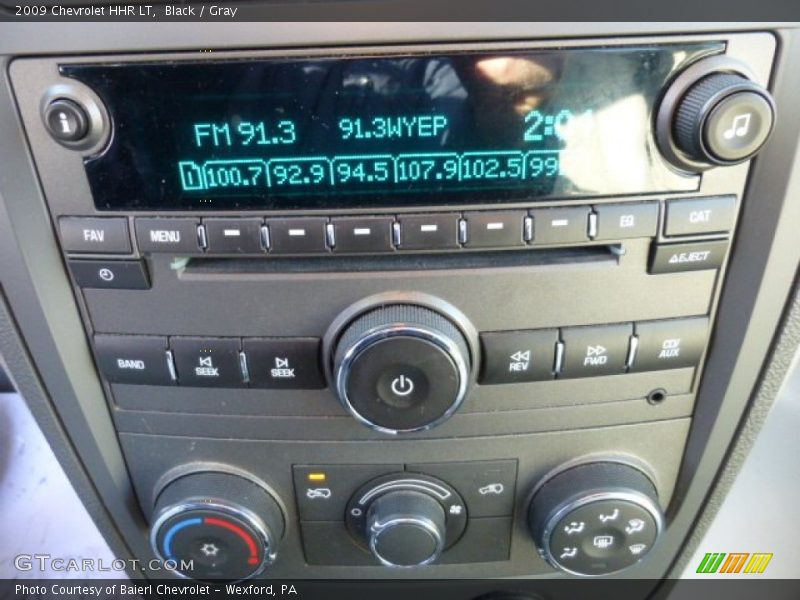 2009 Chevrolet HHR LT, Black / Gray
FM 91.3 91.3WYEP
1 100.7 92.9 94.5 107.9 102.5 99
i
FAV MENU EQ CAT
EJECT
BAND SEEK SEEK REV FWD CD/AUX
GTCarlot.com
Photo Courtesy of Baierl Chevrolet - Wexford, PA